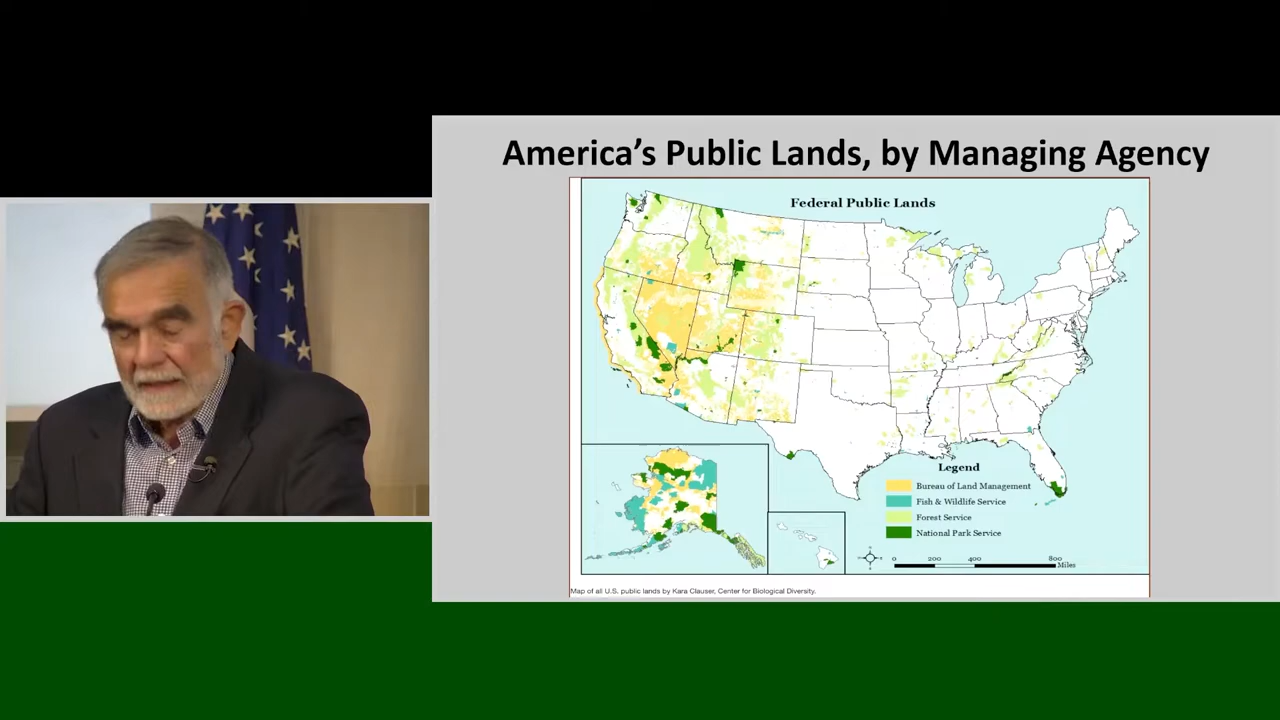 America’s Public Lands, by Managing Agency
Federal Public Lands
Legend
Bureau of Land Management
Fish & Wildlife Service
Forest Service
National Park Service
0 200 400 800
Miles
Map of all U.S. public lands by Kara Clauser, Center for Biological Diversity.